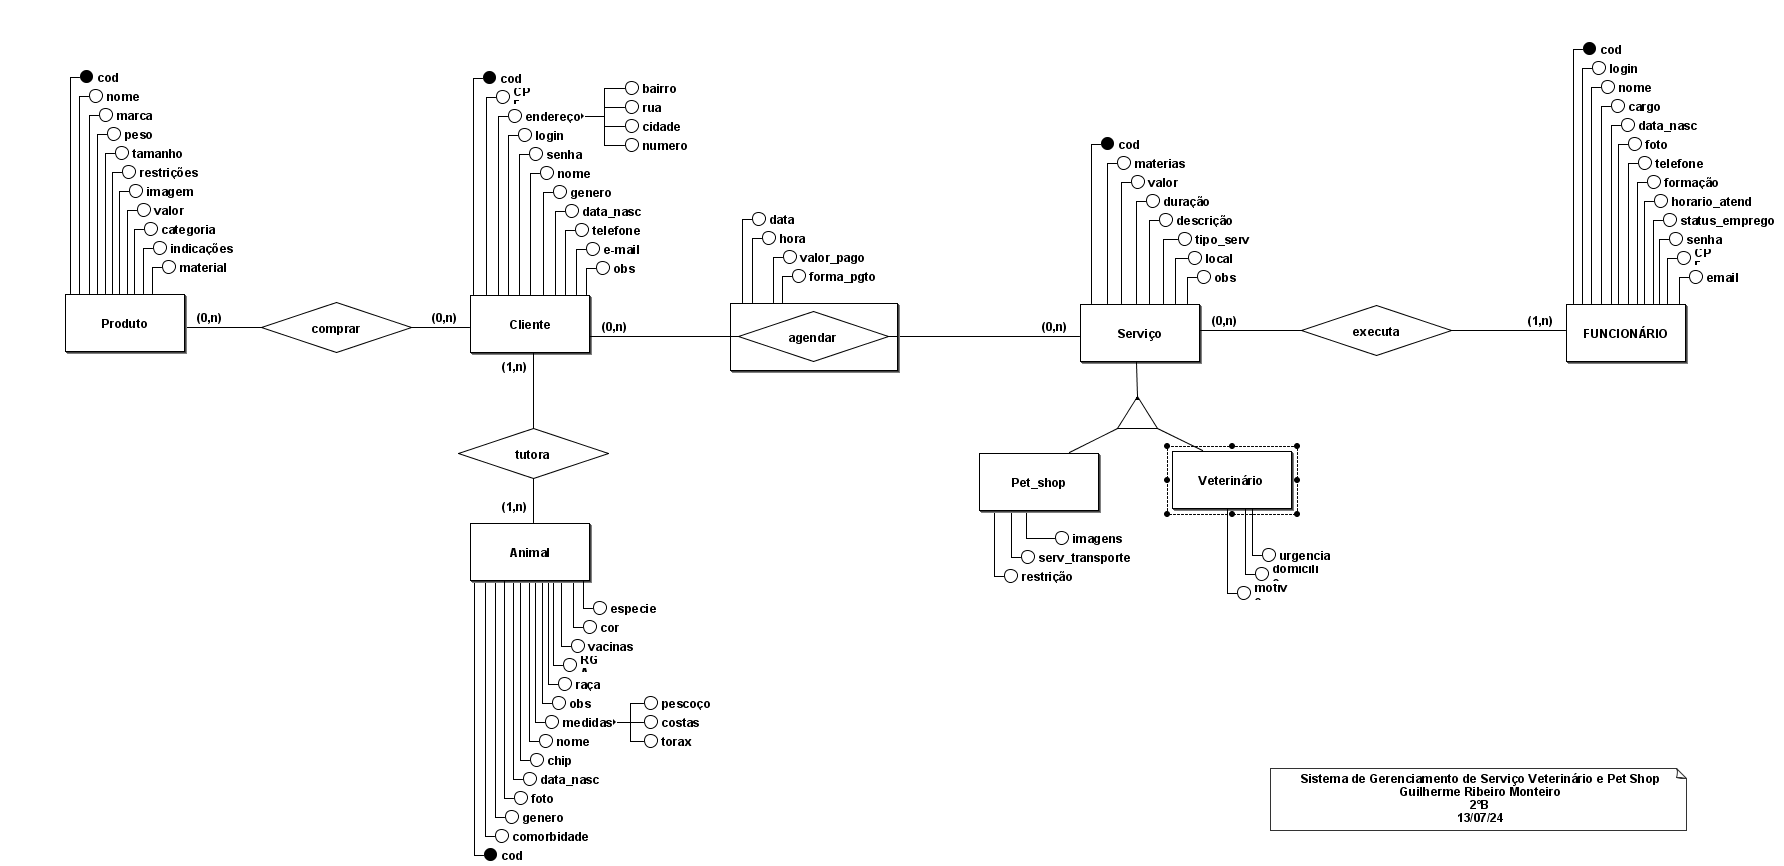 cod
nome
marca
peso
tamanho
restrições
imagem
valor
categoria
indicações
material
Produto
(0,n)
comprar
(0,n)
cod
CP
endereço
bairro
rua
cidade
numero
login
senha
nome
genero
data_nasc
telefone
e-mail
obs
Cliente
(0,n)
(1,n)
tutora
(1,n)
Animal
especie
cor
vacinas
RG
raça
obs
medidas
pescoço
costas
torax
nome
chip
data_nasc
foto
genero
comorbidade
cod
data
hora
valor_pago
forma_pgto
agendar
(0,n)
cod
materias
valor
duração
descrição
tipo_serv
local
obs
Serviço
(0,n)
executa
(1,n)
cod
login
nome
cargo
data_nasc
foto
telefone
formação
horario_atend
status_emprego
senha
CP
email
FUNCIONÁRIO
Pet_shop
imagens
serv_transporte
restrição
Veterinário
urgencia
domicili
motiv
Sistema de Gerenciamento de Serviço Veterinário e Pet Shop
Guilherme Ribeiro Monteiro
2°B
13/07/24